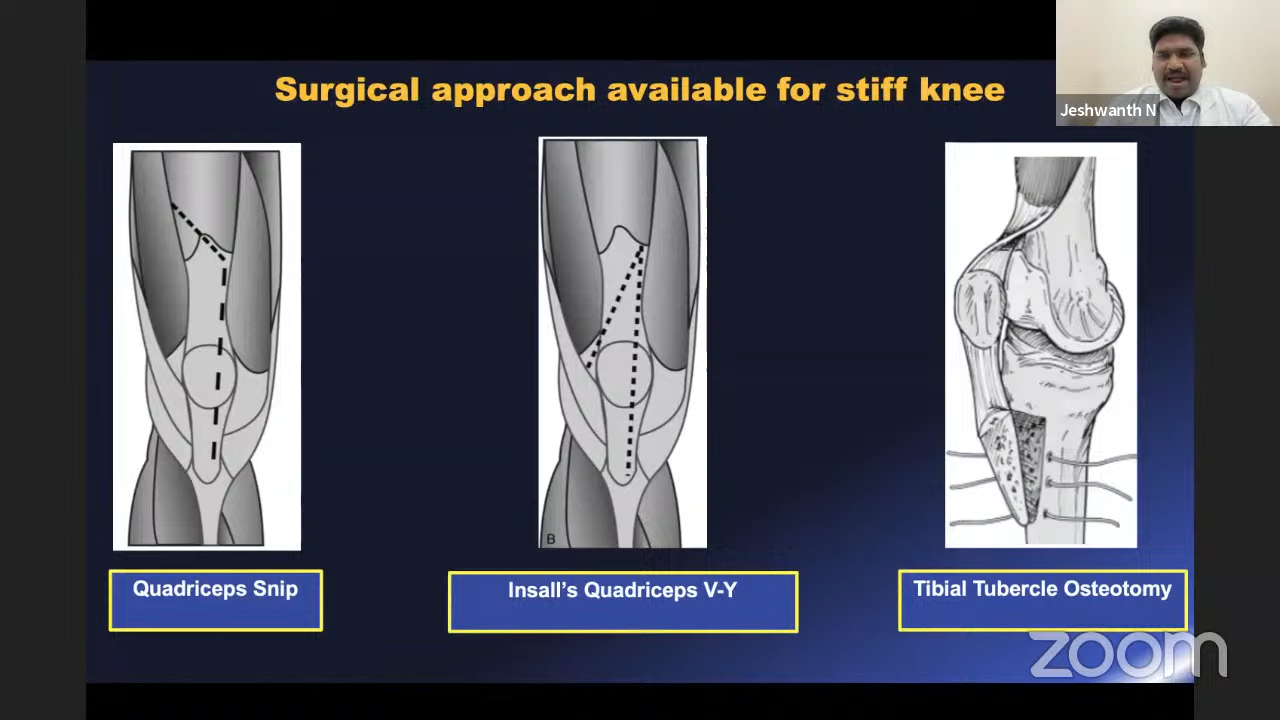 Surgical approach available for stiff knee
Jeshwanth N
B
Quadriceps Snip
Insall's Quadriceps V-Y
Tibial Tubercle Osteotomy
zoom